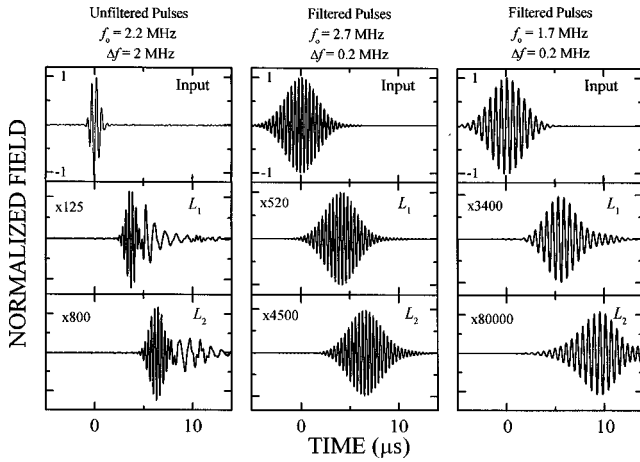 Unfiltered Pulses
fₒ = 2.2 MHz
Δf = 2 MHz
Filtered Pulses
fₒ = 2.7 MHz
Δf = 0.2 MHz
Filtered Pulses
fₒ = 1.7 MHz
Δf = 0.2 MHz
NORMALIZED FIELD
1
Input
-1
1
Input
-1
1
Input
-1
x125
L₁
x520
L₁
x3400
L₁
x800
L₂
x4500
L₂
x80000
L₂
0
10
0
10
0
10
TIME (μs)